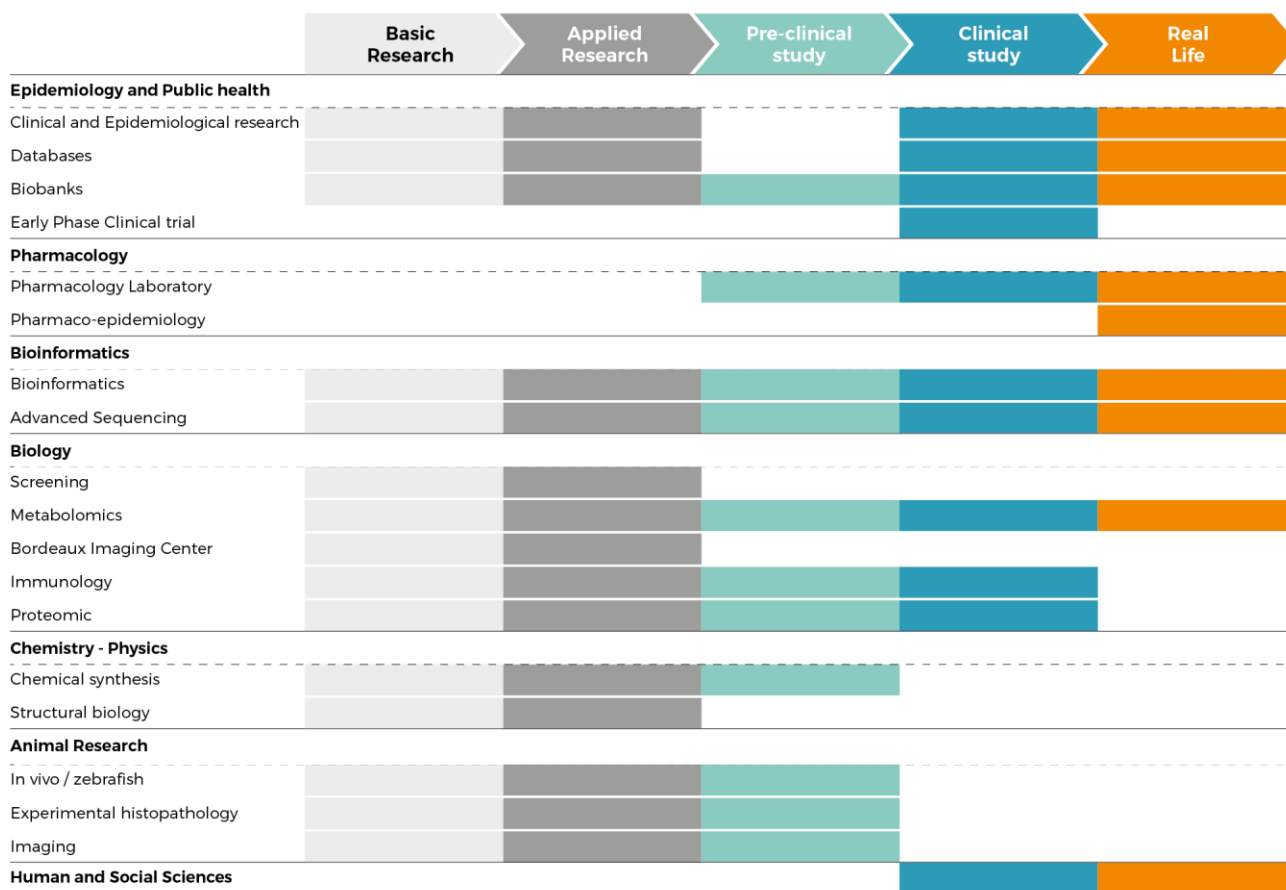 Basic
Research
Applied
Research
Pre-clinical
study
Clinical
study
Real
Life
Epidemiology and Public health
Clinical and Epidemiological research
Databases
Biobanks
Early Phase Clinical trial
Pharmacology
Pharmacology Laboratory
Pharmaco-epidemiology
Bioinformatics
Bioinformatics
Advanced Sequencing
Biology
Screening
Metabolomics
Bordeaux Imaging Center
Immunology
Proteomic
Chemistry - Physics
Chemical synthesis
Structural biology
Animal Research
In vivo / zebrafish
Experimental histopathology
Imaging
Human and Social Sciences